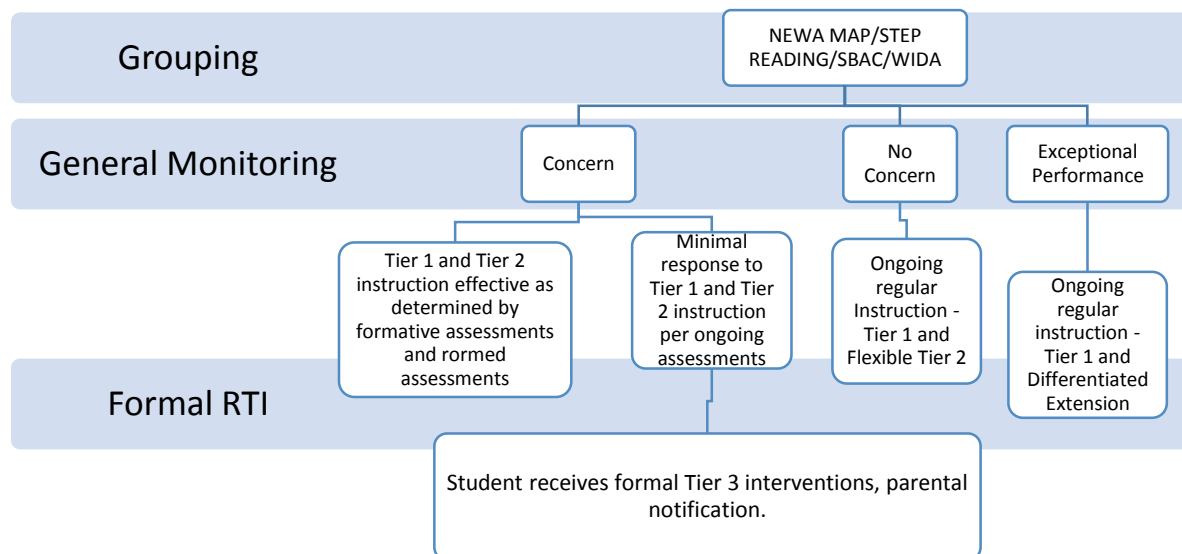 Grouping
NEWA MAP/STEP
READING/SBAC/WIDA
General Monitoring
Concern
No
Concern
Exceptional
Performance
Tier 1 and Tier 2
instruction effective as
determined by
formative assessments
and rormed
assessments
Minimal
response to
Tier 1 and Tier
2 instruction
per ongoing
assessments
Ongoing
regular
Instruction -
Tier 1 and
Flexible Tier 2
Ongoing
regular
instruction -
Tier 1 and
Differentiated
Extension
Formal RTI
Student receives formal Tier 3 interventions, parental
notification.